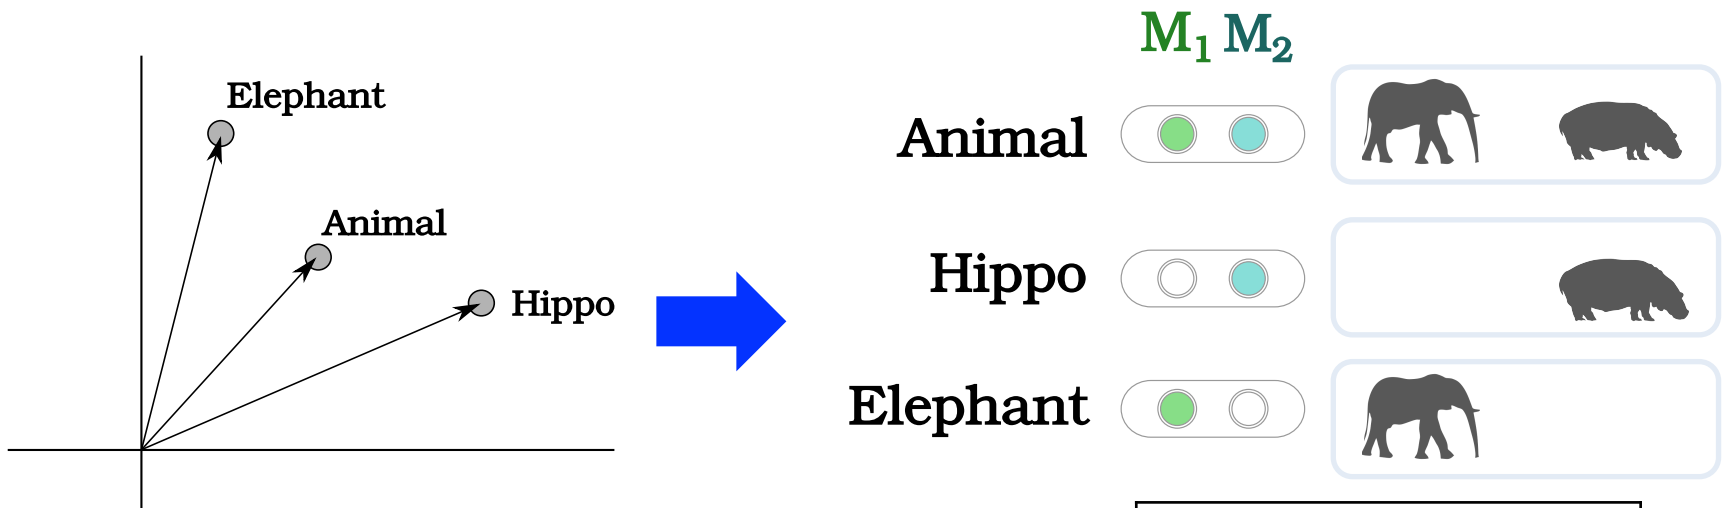 Elephant
Animal
Hippo
M₁ M₂
Animal
Hippo
Elephant